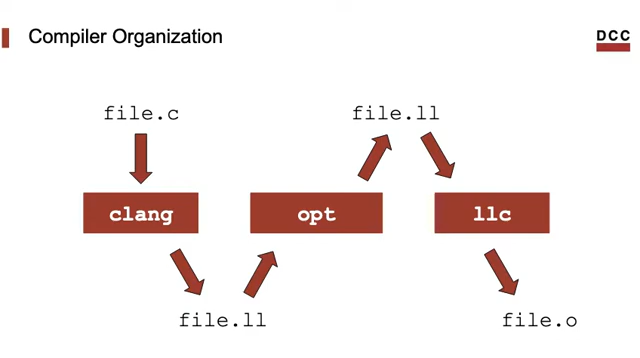 Compiler Organization
DCC
file.c
file.ll
clang
opt
llc
file.ll
file.o